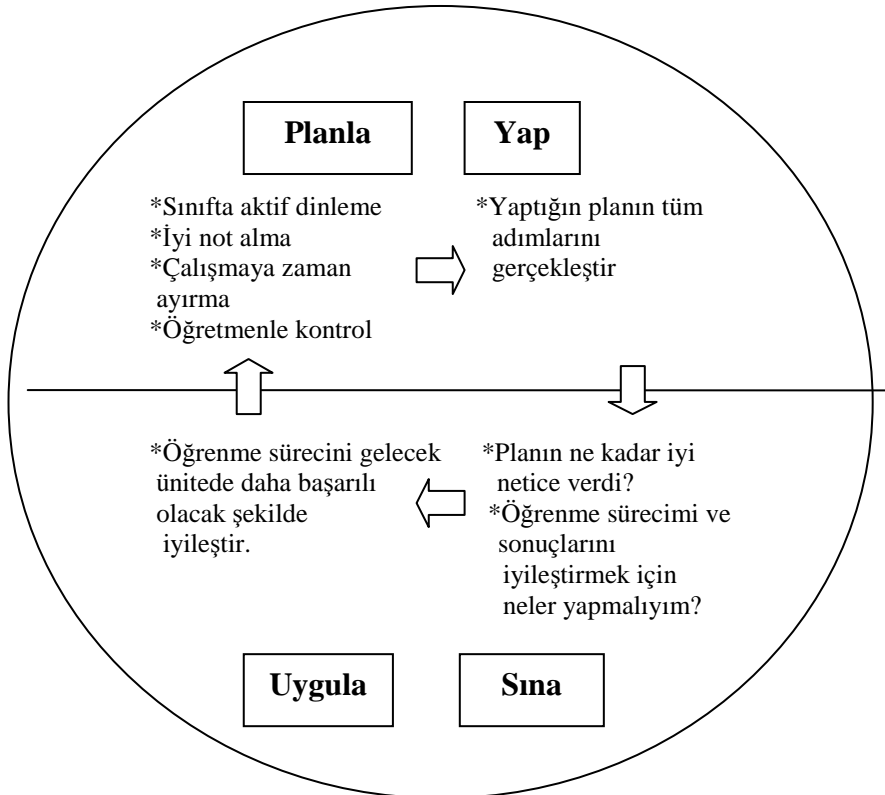 Planla
Yap
*Sınıfta aktif dinleme
*İyi not alma
*Çalışmaya zaman
ayırma
*Öğretmenle kontrol
*Yaptığın planın tüm
adımlarını
gerçekleştir
*Öğrenme sürecini gelecek
ünitede daha başarılı
olacak şekilde
iyileştir.
*Planın ne kadar iyi
netice verdi?
*Öğrenme sürecimi ve
sonuçlarını
iyileştirmek için
neler yapmalıyım?
Uygula
Sına